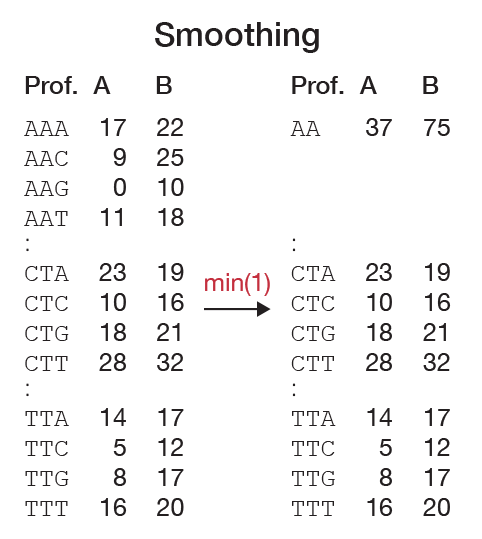 Smoothing
Prof. A B Prof. A B
AAA 17 22 AA 37 75
AAC 9 25
AAG 0 10
AAT 11 18
: :
CTA 23 19 min(1) CTA 23 19
CTC 10 16 CTC 10 16
CTG 18 21 CTG 18 21
CTT 28 32 CTT 28 32
: :
TTA 14 17 TTA 14 17
TTC 5 12 TTC 5 12
TTG 8 17 TTG 8 17
TTT 16 20 TTT 16 20